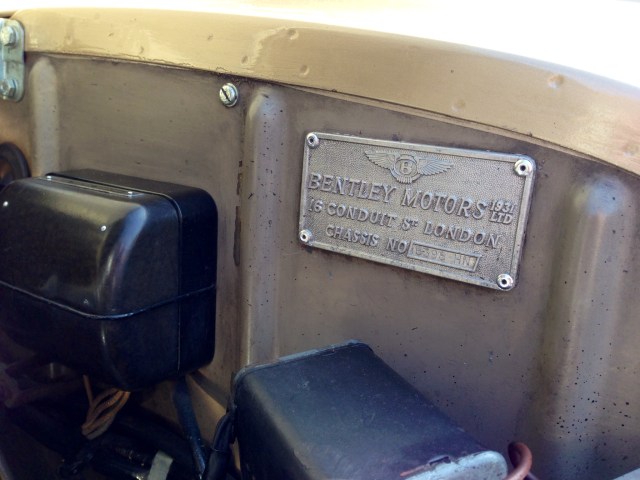 B
BENTLEY MOTORS 1931 LTD
16 CONDUIT ST LONDON
CHASSIS NO